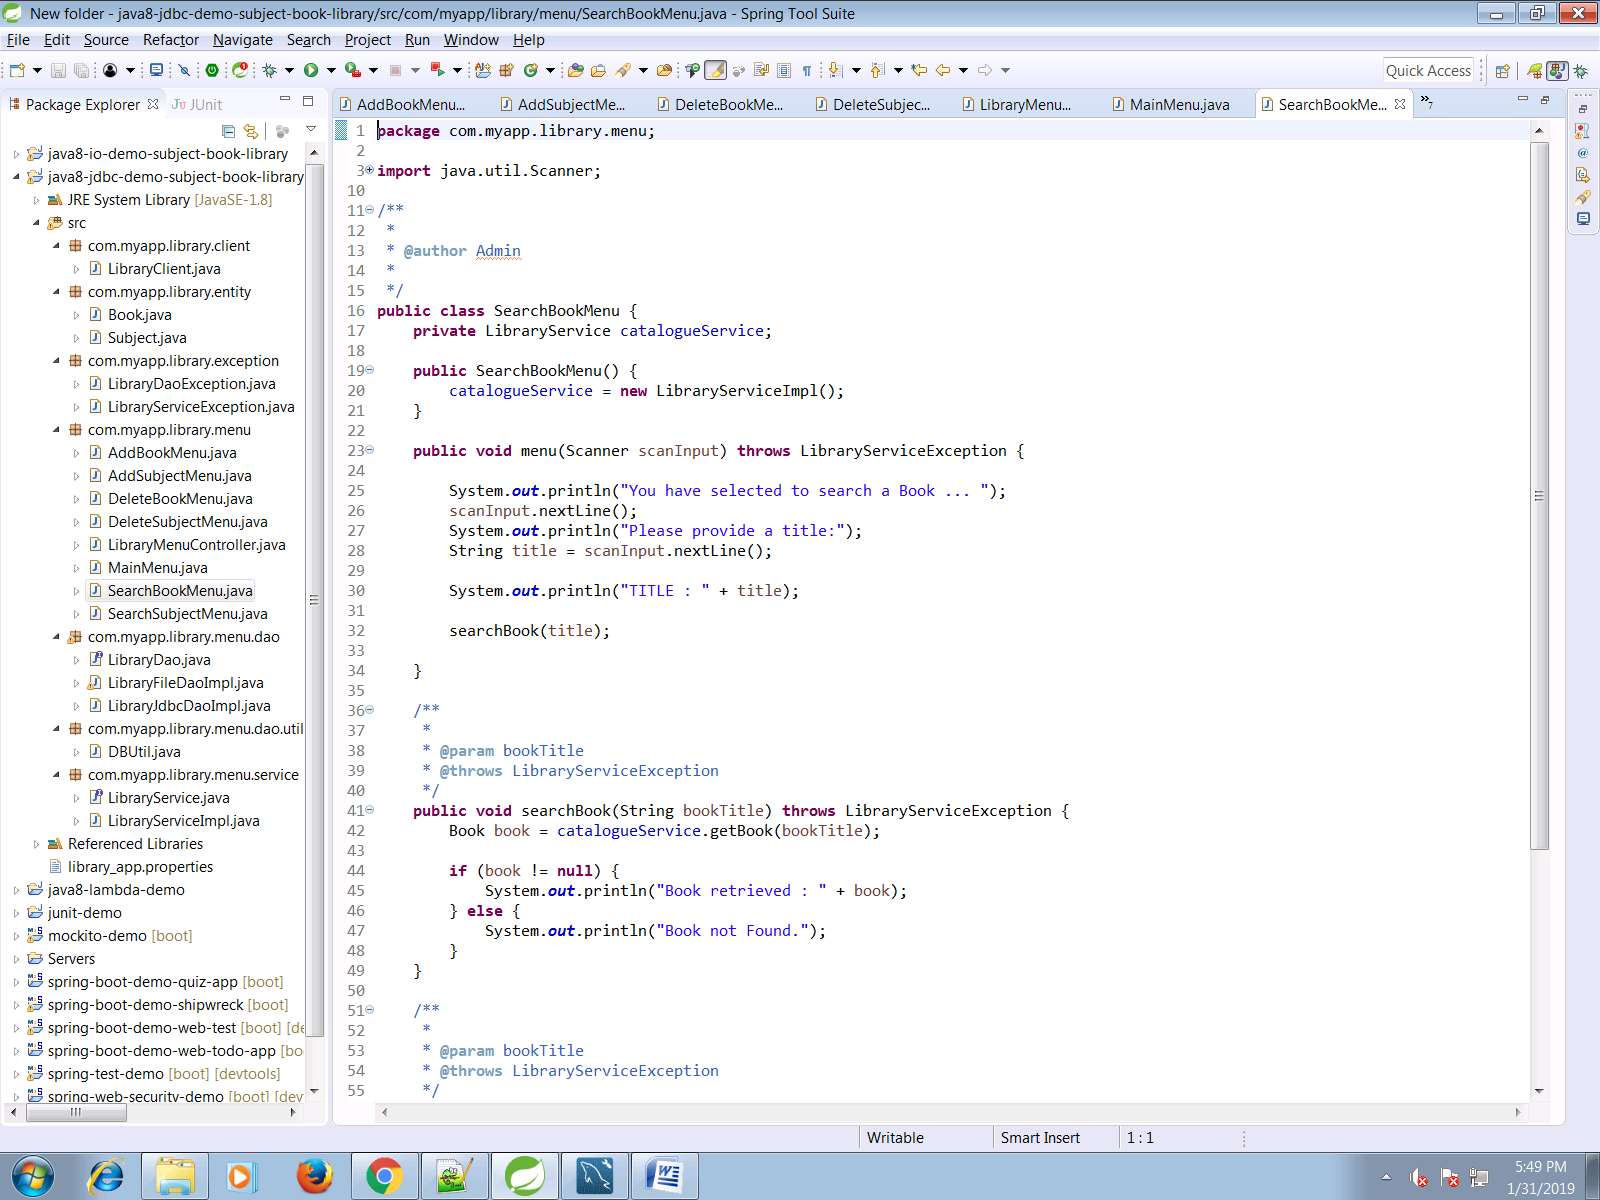 New folder - java8-jdbc-demo-subject-book-library/src/com/myapp/library/menu/SearchBookMenu.java - Spring Tool Suite
File Edit Source Refactor Navigate Search Project Run Window Help
Quick Access
Package Explorer JUnit
AddBookMenu... AddSubjectMe... DeleteBookMe... DeleteSubjec... LibraryMenu... MainMenu.java SearchBookMe... »7
java8-io-demo-subject-book-library
java8-jdbc-demo-subject-book-library
JRE System Library [JavaSE-1.8]
src
com.myapp.library.client
LibraryClient.java
com.myapp.library.entity
Book.java
Subject.java
com.myapp.library.exception
LibraryDaoException.java
LibraryServiceException.java
com.myapp.library.menu
AddBookMenu.java
AddSubjectMenu.java
DeleteBookMenu.java
DeleteSubjectMenu.java
LibraryMenuController.java
MainMenu.java
SearchBookMenu.java
SearchSubjectMenu.java
com.myapp.library.menu.dao
LibraryDao.java
LibraryFileDaoImpl.java
LibraryJdbcDaoImpl.java
com.myapp.library.menu.dao.util
DBUtil.java
com.myapp.library.menu.service
LibraryService.java
LibraryServiceImpl.java
Referenced Libraries
library_app.properties
java8-lambda-demo
junit-demo
mockito-demo [boot]
Servers
spring-boot-demo-quiz-app [boot]
spring-boot-demo-shipwreck [boot]
spring-boot-demo-web-test [boot] [de
spring-boot-demo-web-todo-app [bo
spring-test-demo [boot] [devtools]
spring-web-security-demo [boot] [dev
1 package com.myapp.library.menu;
2
3 import java.util.Scanner;
10
11 /**
12 *
13 * @author Admin
14 *
15 */
16 public class SearchBookMenu {
17 private LibraryService catalogueService;
18
19 public SearchBookMenu() {
20 catalogueService = new LibraryServiceImpl();
21 }
22
23 public void menu(Scanner scanInput) throws LibraryServiceException {
24
25 System.out.println("You have selected to search a Book ... ");
26 scanInput.nextLine();
27 System.out.println("Please provide a title:");
28 String title = scanInput.nextLine();
29
30 System.out.println("TITLE : " + title);
31
32 searchBook(title);
33
34 }
35
36 /**
37 *
38 * @param bookTitle
39 * @throws LibraryServiceException
40 */
41 public void searchBook(String bookTitle) throws LibraryServiceException {
42 Book book = catalogueService.getBook(bookTitle);
43
44 if (book != null) {
45 System.out.println("Book retrieved : " + book);
46 } else {
47 System.out.println("Book not Found.");
48 }
49 }
50
51 /**
52 *
53 * @param bookTitle
54 * @throws LibraryServiceException
55 */
Writable Smart Insert 1 : 1
5:49 PM
1/31/2019